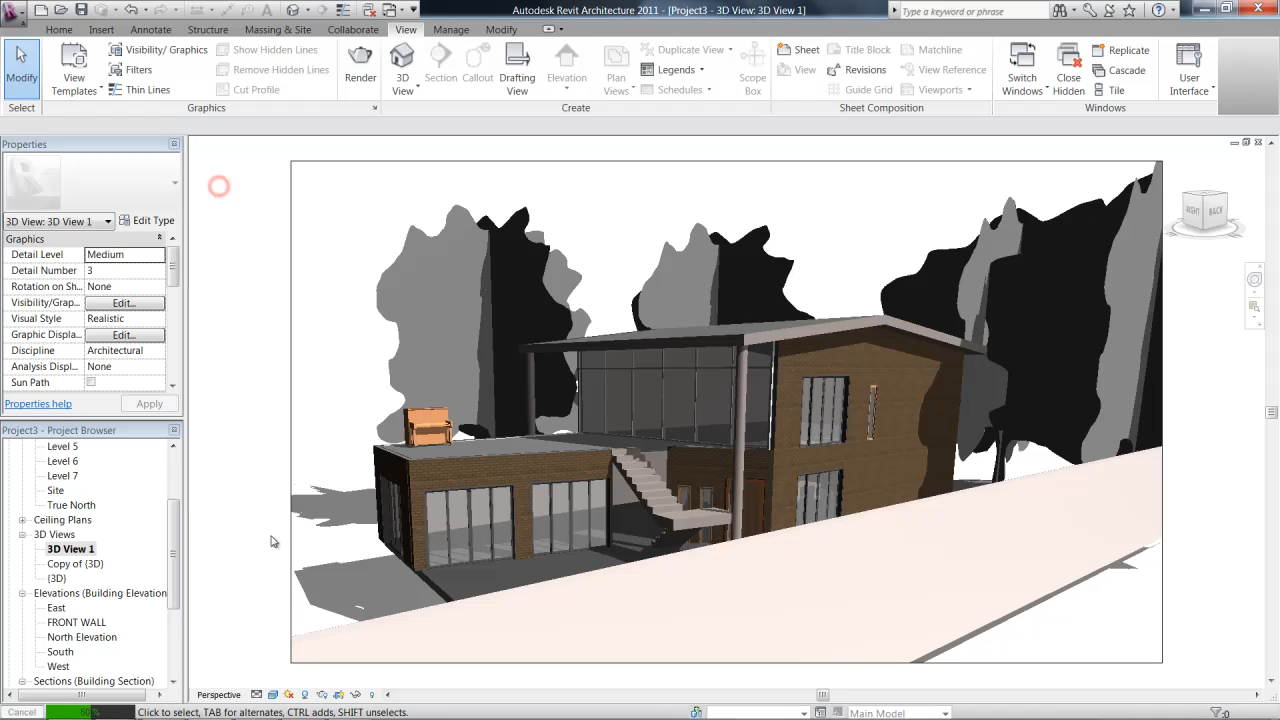 Autodesk Revit Architecture 2011 - [Project3 - 3D View: 3D View 1]
Type a keyword or phrase
Home Insert Annotate Structure Massing & Site Collaborate View Manage Modify
Modify
View Templates
Visibility/ Graphics
Filters
Thin Lines
Show Hidden Lines
Remove Hidden Lines
Cut Profile
Render
3D View
Section
Callout
Drafting View
Elevation
Plan Views
Duplicate View
Legends
Schedules
Scope Box
Sheet
View
Title Block
Revisions
Guide Grid
Matchline
View Reference
Viewports
Switch Windows
Close Hidden
Replicate
Cascade
Tile
User Interface
Select Graphics Create Sheet Composition Windows
Properties
3D View: 3D View 1 Edit Type
Graphics
Detail Level Medium
Detail Number 3
Rotation on Sh... None
Visibility/Grap... Edit...
Visual Style Realistic
Graphic Displa... Edit...
Discipline Architectural
Analysis Displ... None
Sun Path
Properties help Apply
Project3 - Project Browser
Level 5
Level 6
Level 7
Site
True North
Ceiling Plans
3D Views
3D View 1
Copy of {3D}
{3D}
Elevations (Building Elevation
East
FRONT WALL
North Elevation
South
West
Sections (Building Section)
RIGHT BACK
Perspective
Cancel 50% Click to select, TAB for alternates, CTRL adds, SHIFT unselects. Main Model :0